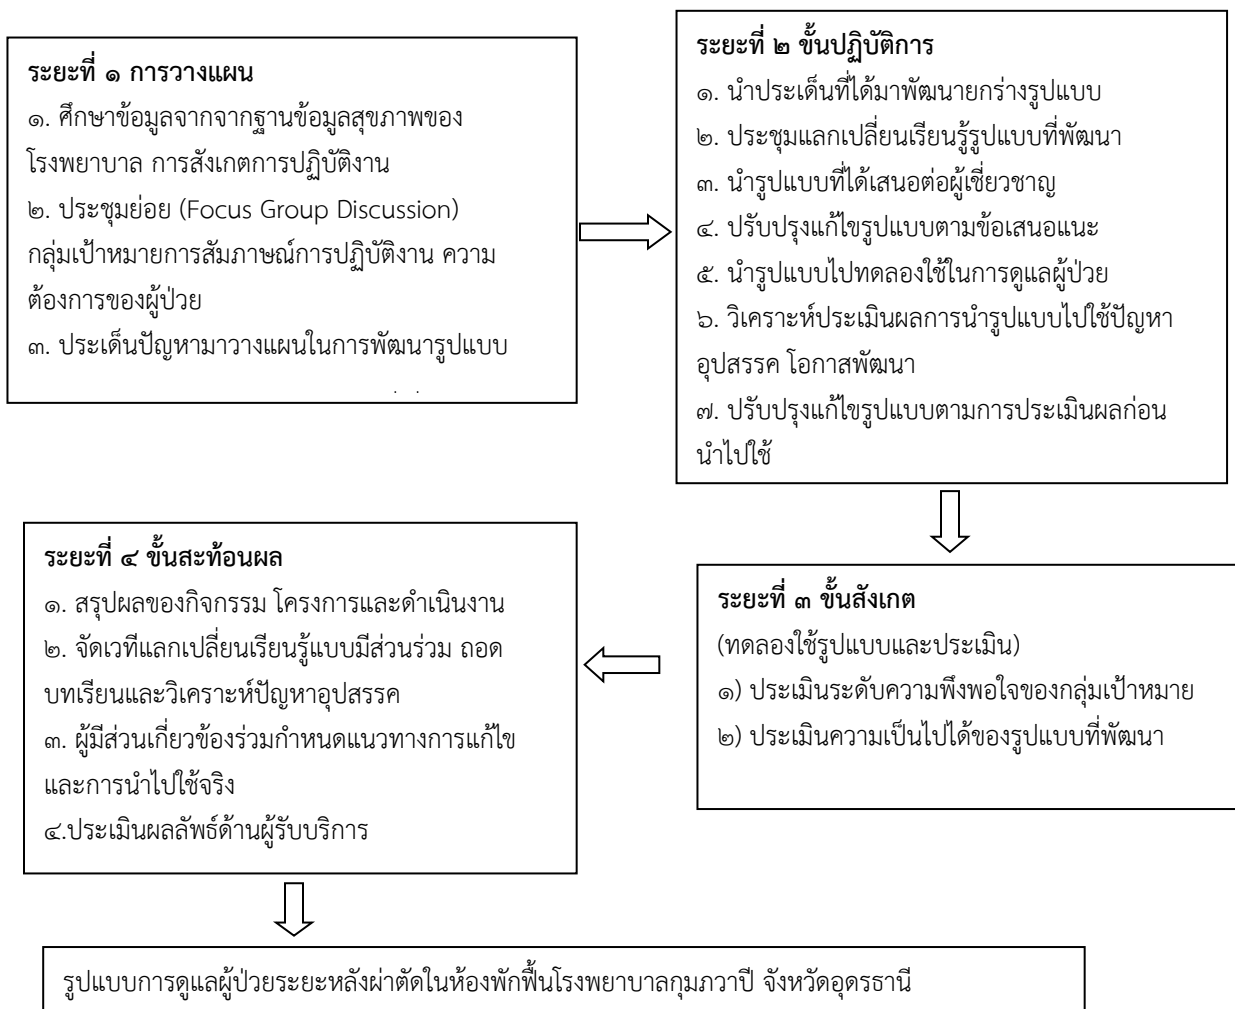 ระยะที่ ๑ การวางแผน
๑. ศึกษาข้อมูลจากจากฐานข้อมูลสุขภาพของ
โรงพยาบาล การสังเกตการปฏิบัติงาน
๒. ประชุมย่อย (Focus Group Discussion)
กลุ่มเป้าหมายการสัมภาษณ์การปฏิบัติงาน ความ
ต้องการของผู้ป่วย
๓. ประเด็นปัญหามาวางแผนในการพัฒนารูปแบบ
ระยะที่ ๒ ขั้นปฏิบัติการ
๑. นำประเด็นที่ได้มาพัฒนายกร่างรูปแบบ
๒. ประชุมแลกเปลี่ยนเรียนรู้รูปแบบที่พัฒนา
๓. นำรูปแบบที่ได้เสนอต่อผู้เชี่ยวชาญ
๔. ปรับปรุงแก้ไขรูปแบบตามข้อเสนอแนะ
๕. นำรูปแบบไปทดลองใช้ในการดูแลผู้ป่วย
๖. วิเคราะห์ประเมินผลการนำรูปแบบไปใช้ปัญหา
อุปสรรค โอกาสพัฒนา
๗. ปรับปรุงแก้ไขรูปแบบตามการประเมินผลก่อน
นำไปใช้
ระยะที่ ๓ ขั้นสังเกต
(ทดลองใช้รูปแบบและประเมิน)
๑) ประเมินระดับความพึงพอใจของกลุ่มเป้าหมาย
๒) ประเมินความเป็นไปได้ของรูปแบบที่พัฒนา
ระยะที่ ๔ ขั้นสะท้อนผล
๑. สรุปผลของกิจกรรม โครงการและดำเนินงาน
๒. จัดเวทีแลกเปลี่ยนเรียนรู้แบบมีส่วนร่วม ถอด
บทเรียนและวิเคราะห์ปัญหาอุปสรรค
๓. ผู้มีส่วนเกี่ยวข้องร่วมกำหนดแนวทางการแก้ไข
และการนำไปใช้จริง
๔.ประเมินผลลัพธ์ด้านผู้รับบริการ
รูปแบบการดูแลผู้ป่วยระยะหลังผ่าตัดในห้องพักฟื้นโรงพยาบาลกุมภวาปี จังหวัดอุดรธานี